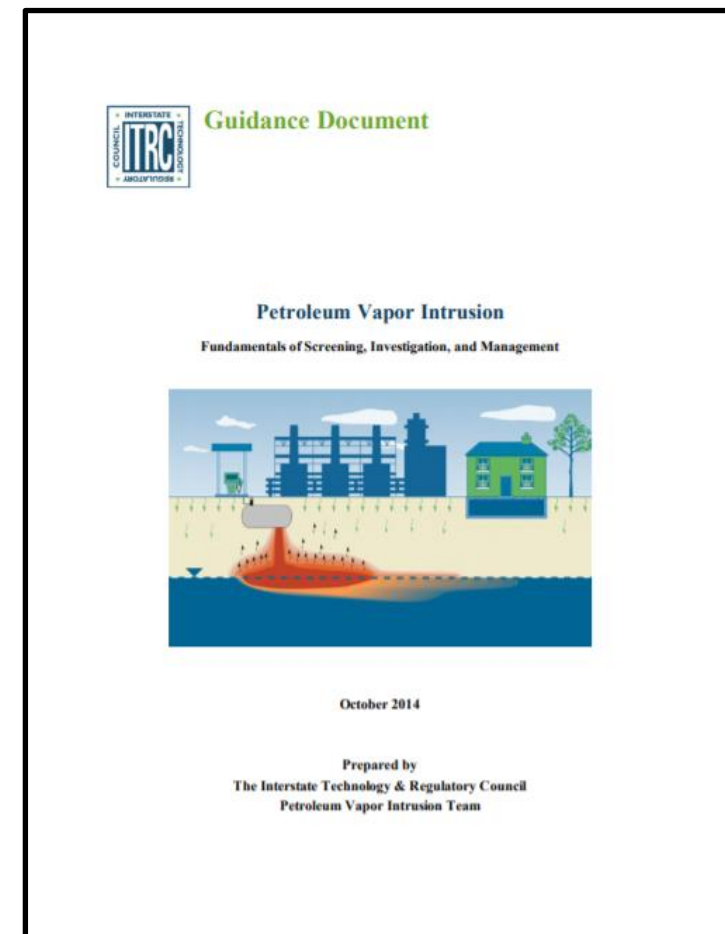 INTERSTATE
COUNCIL
ITRC
TECHNOLOGY
REGULATORY
Guidance Document
Petroleum Vapor Intrusion
Fundamentals of Screening, Investigation, and Management
October 2014
Prepared by
The Interstate Technology & Regulatory Council
Petroleum Vapor Intrusion Team